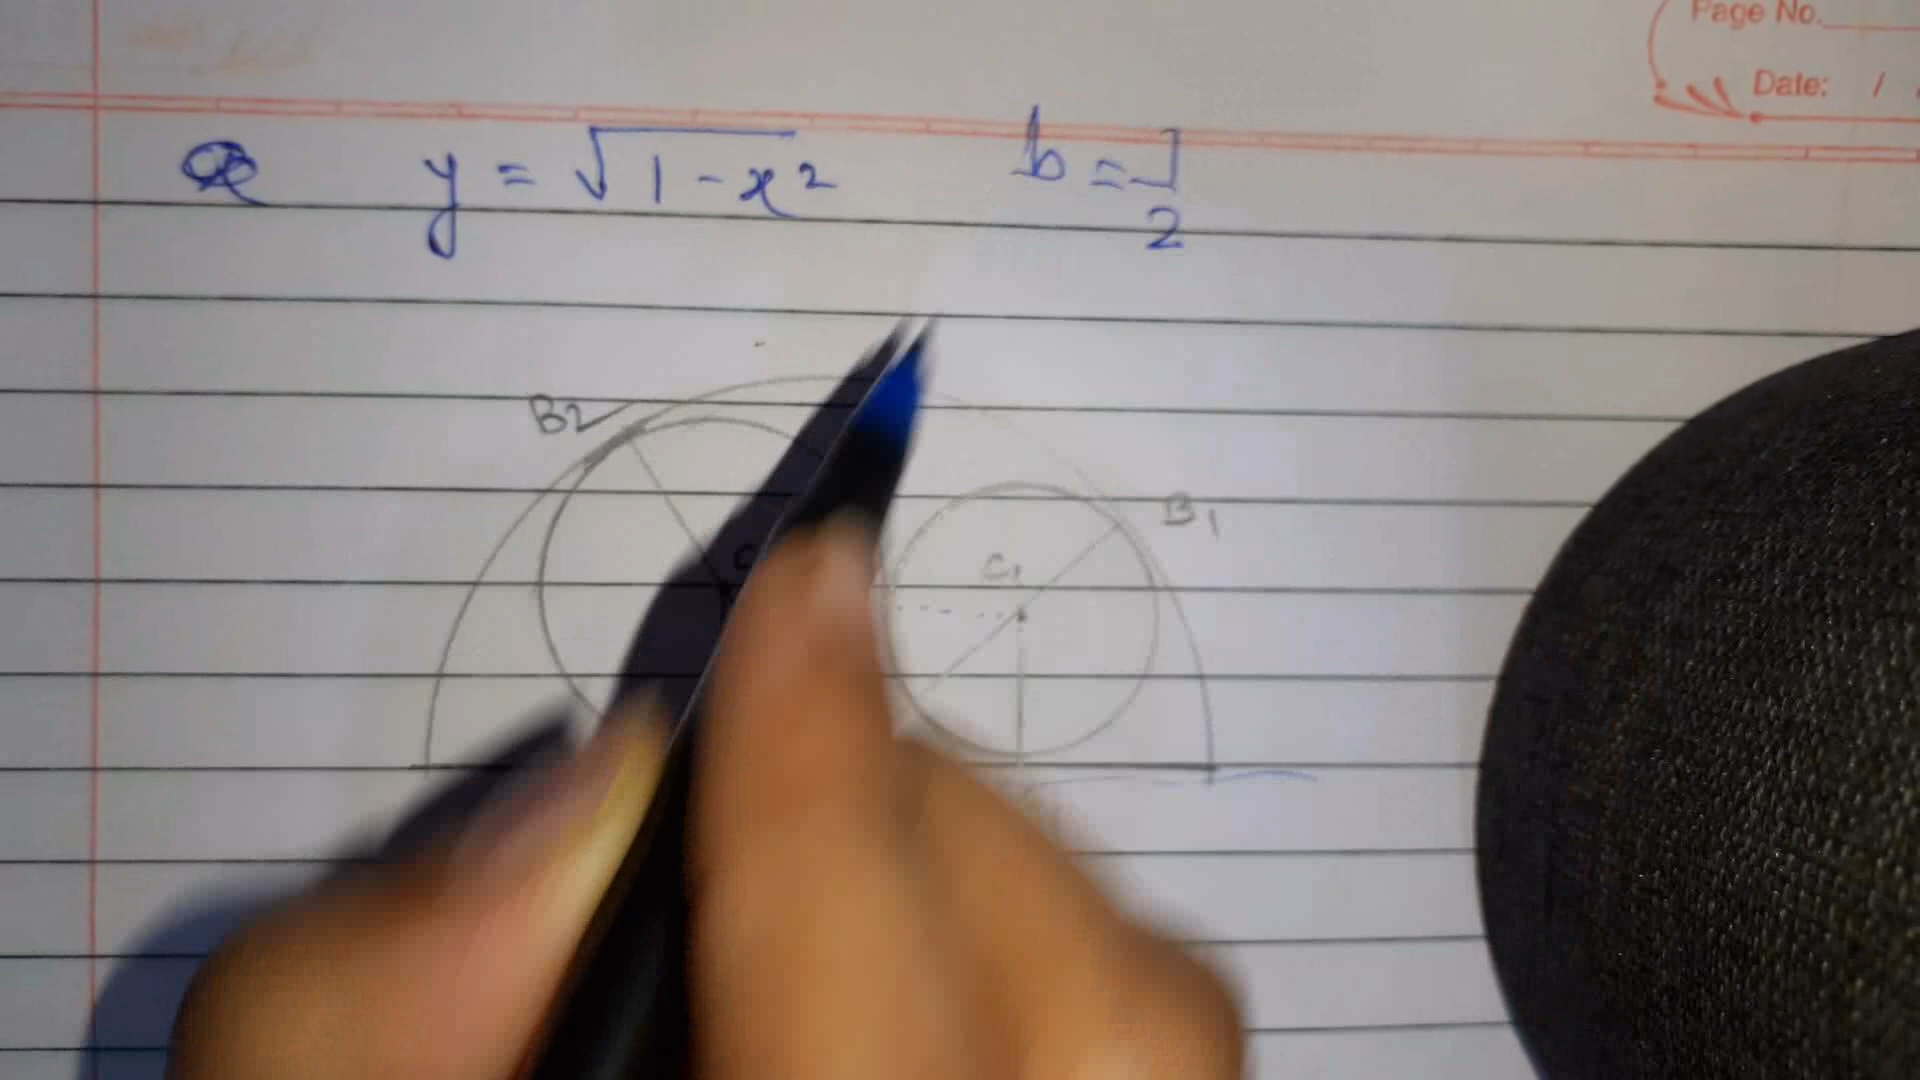 Page No.
Date: /
y = √1-x² b = 1/2
B2
B1
C1